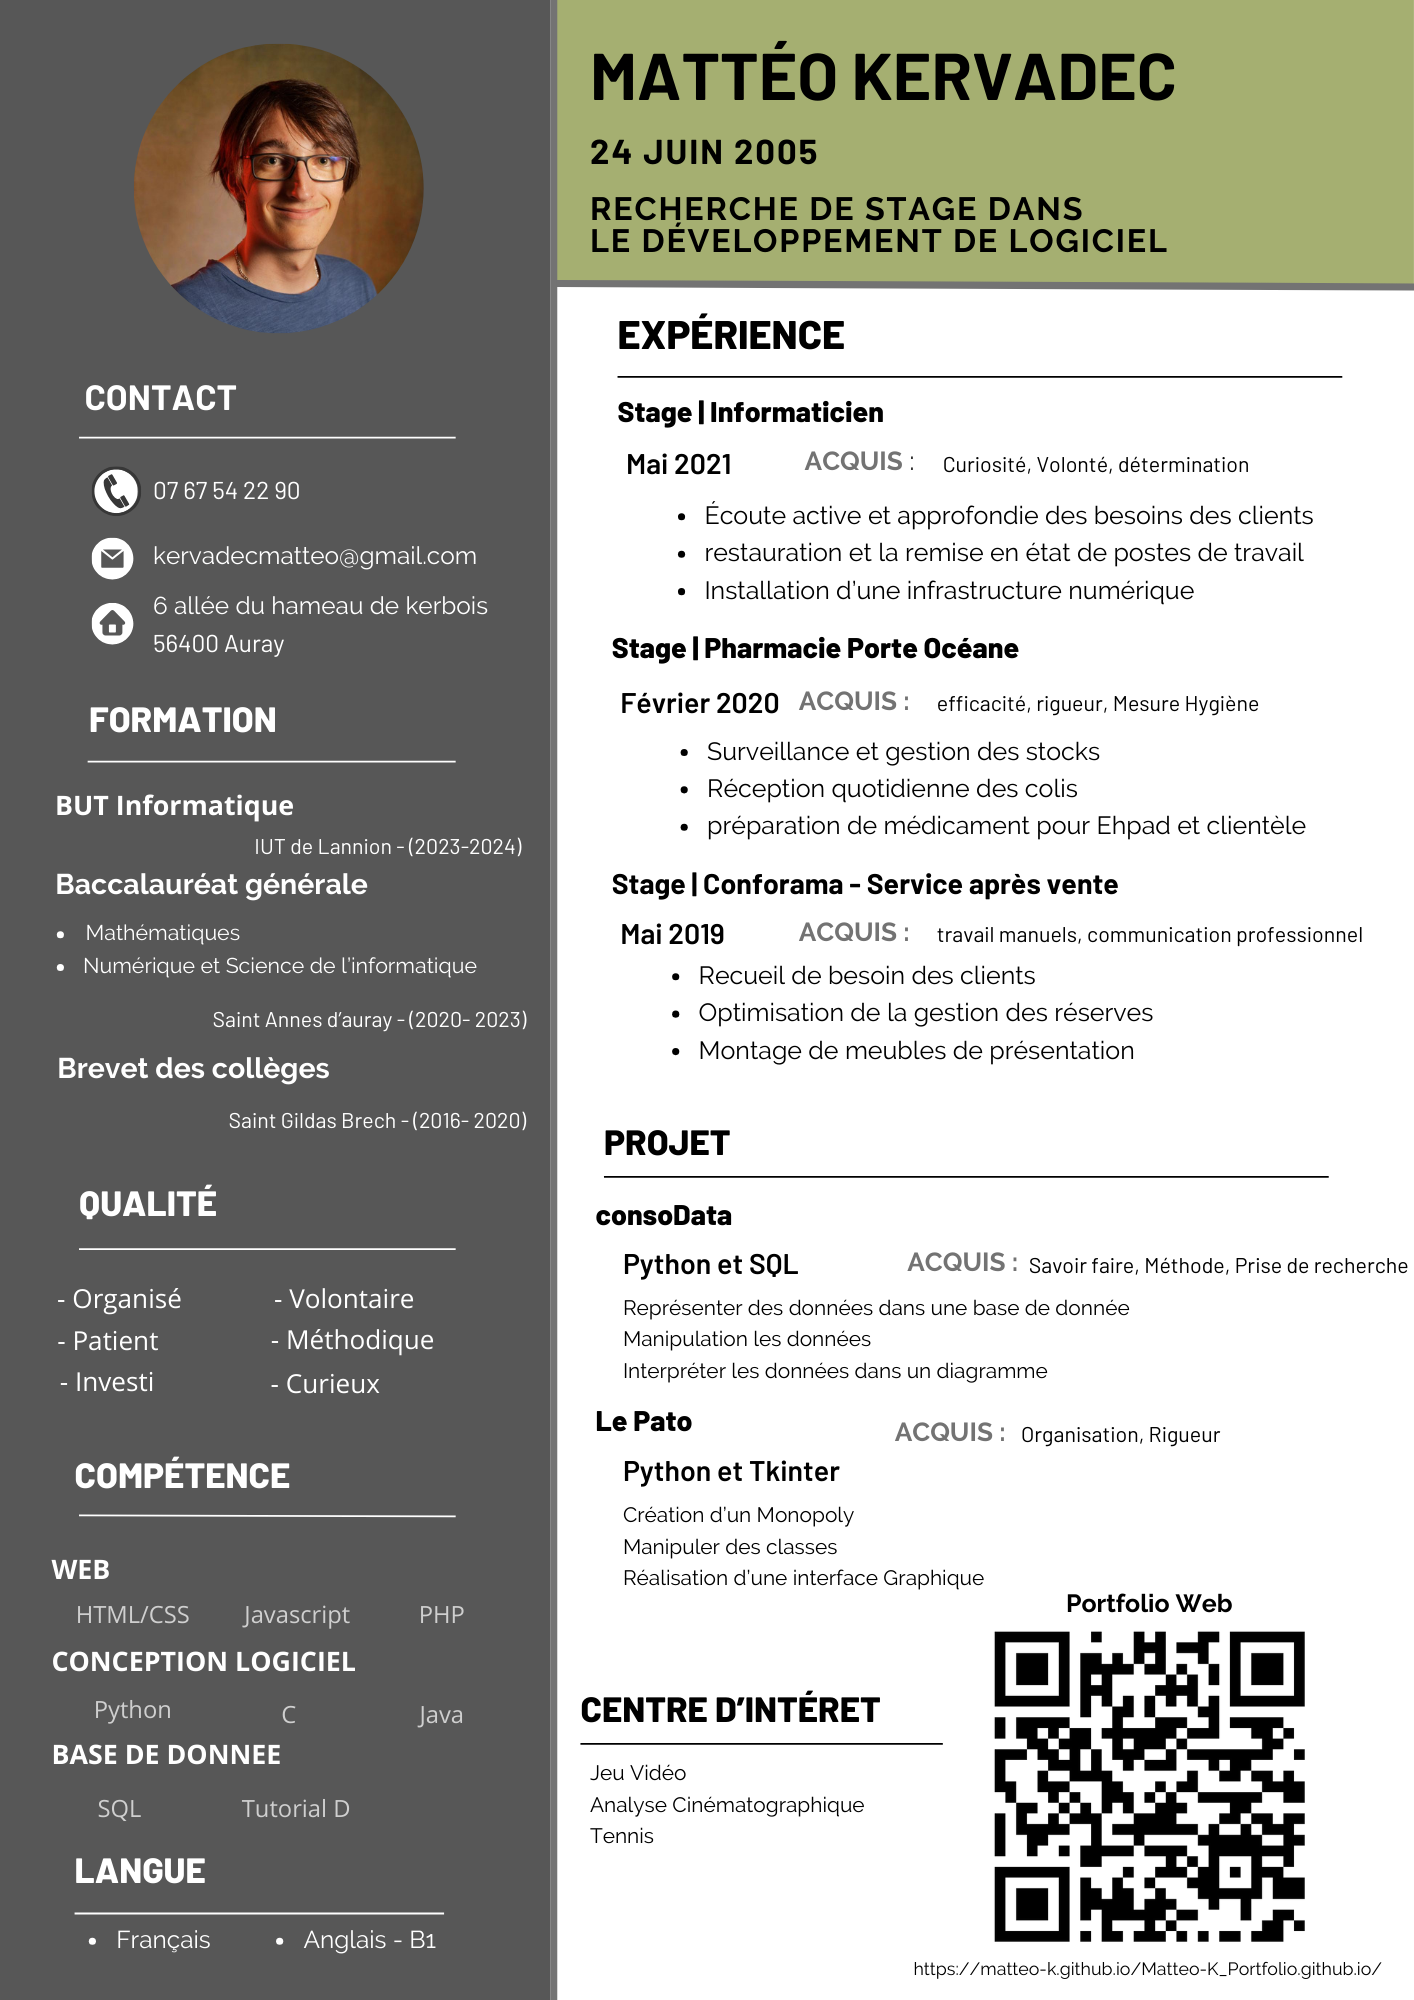 MATTÉO KERVADEC
24 JUIN 2005
RECHERCHE DE STAGE DANS
LE DÉVELOPPEMENT DE LOGICIEL
CONTACT
07 67 54 22 90
kervadecmatteo@gmail.com
6 allée du hameau de kerbois
56400 Auray
FORMATION
BUT Informatique
IUT de Lannion - (2023-2024)
Baccalauréat générale
• Mathématiques
• Numérique et Science de l'informatique
Saint Annes d'auray - (2020- 2023)
Brevet des collèges
Saint Gildas Brech - (2016- 2020)
QUALITÉ
- Organisé - Volontaire
- Patient - Méthodique
- Investi - Curieux
COMPÉTENCE
WEB
HTML/CSS Javascript PHP
CONCEPTION LOGICIEL
Python C Java
BASE DE DONNEE
SQL Tutorial D
LANGUE
• Français • Anglais - B1
EXPÉRIENCE
Stage | Informaticien
Mai 2021 ACQUIS : Curiosité, Volonté, détermination
• Écoute active et approfondie des besoins des clients
• restauration et la remise en état de postes de travail
• Installation d'une infrastructure numérique
Stage | Pharmacie Porte Océane
Février 2020 ACQUIS : efficacité, rigueur, Mesure Hygiène
• Surveillance et gestion des stocks
• Réception quotidienne des colis
• préparation de médicament pour Ehpad et clientèle
Stage | Conforama - Service après vente
Mai 2019 ACQUIS : travail manuels, communication professionnel
• Recueil de besoin des clients
• Optimisation de la gestion des réserves
• Montage de meubles de présentation
PROJET
consoData
Python et SQL ACQUIS : Savoir faire, Méthode, Prise de recherche
Représenter des données dans une base de donnée
Manipulation les données
Interpréter les données dans un diagramme
Le Pato ACQUIS : Organisation, Rigueur
Python et Tkinter
Création d'un Monopoly
Manipuler des classes
Réalisation d'une interface Graphique
CENTRE D'INTÉRET
Jeu Vidéo
Analyse Cinématographique
Tennis
Portfolio Web
https://matteo-k.github.io/Matteo-K_Portfolio.github.io/